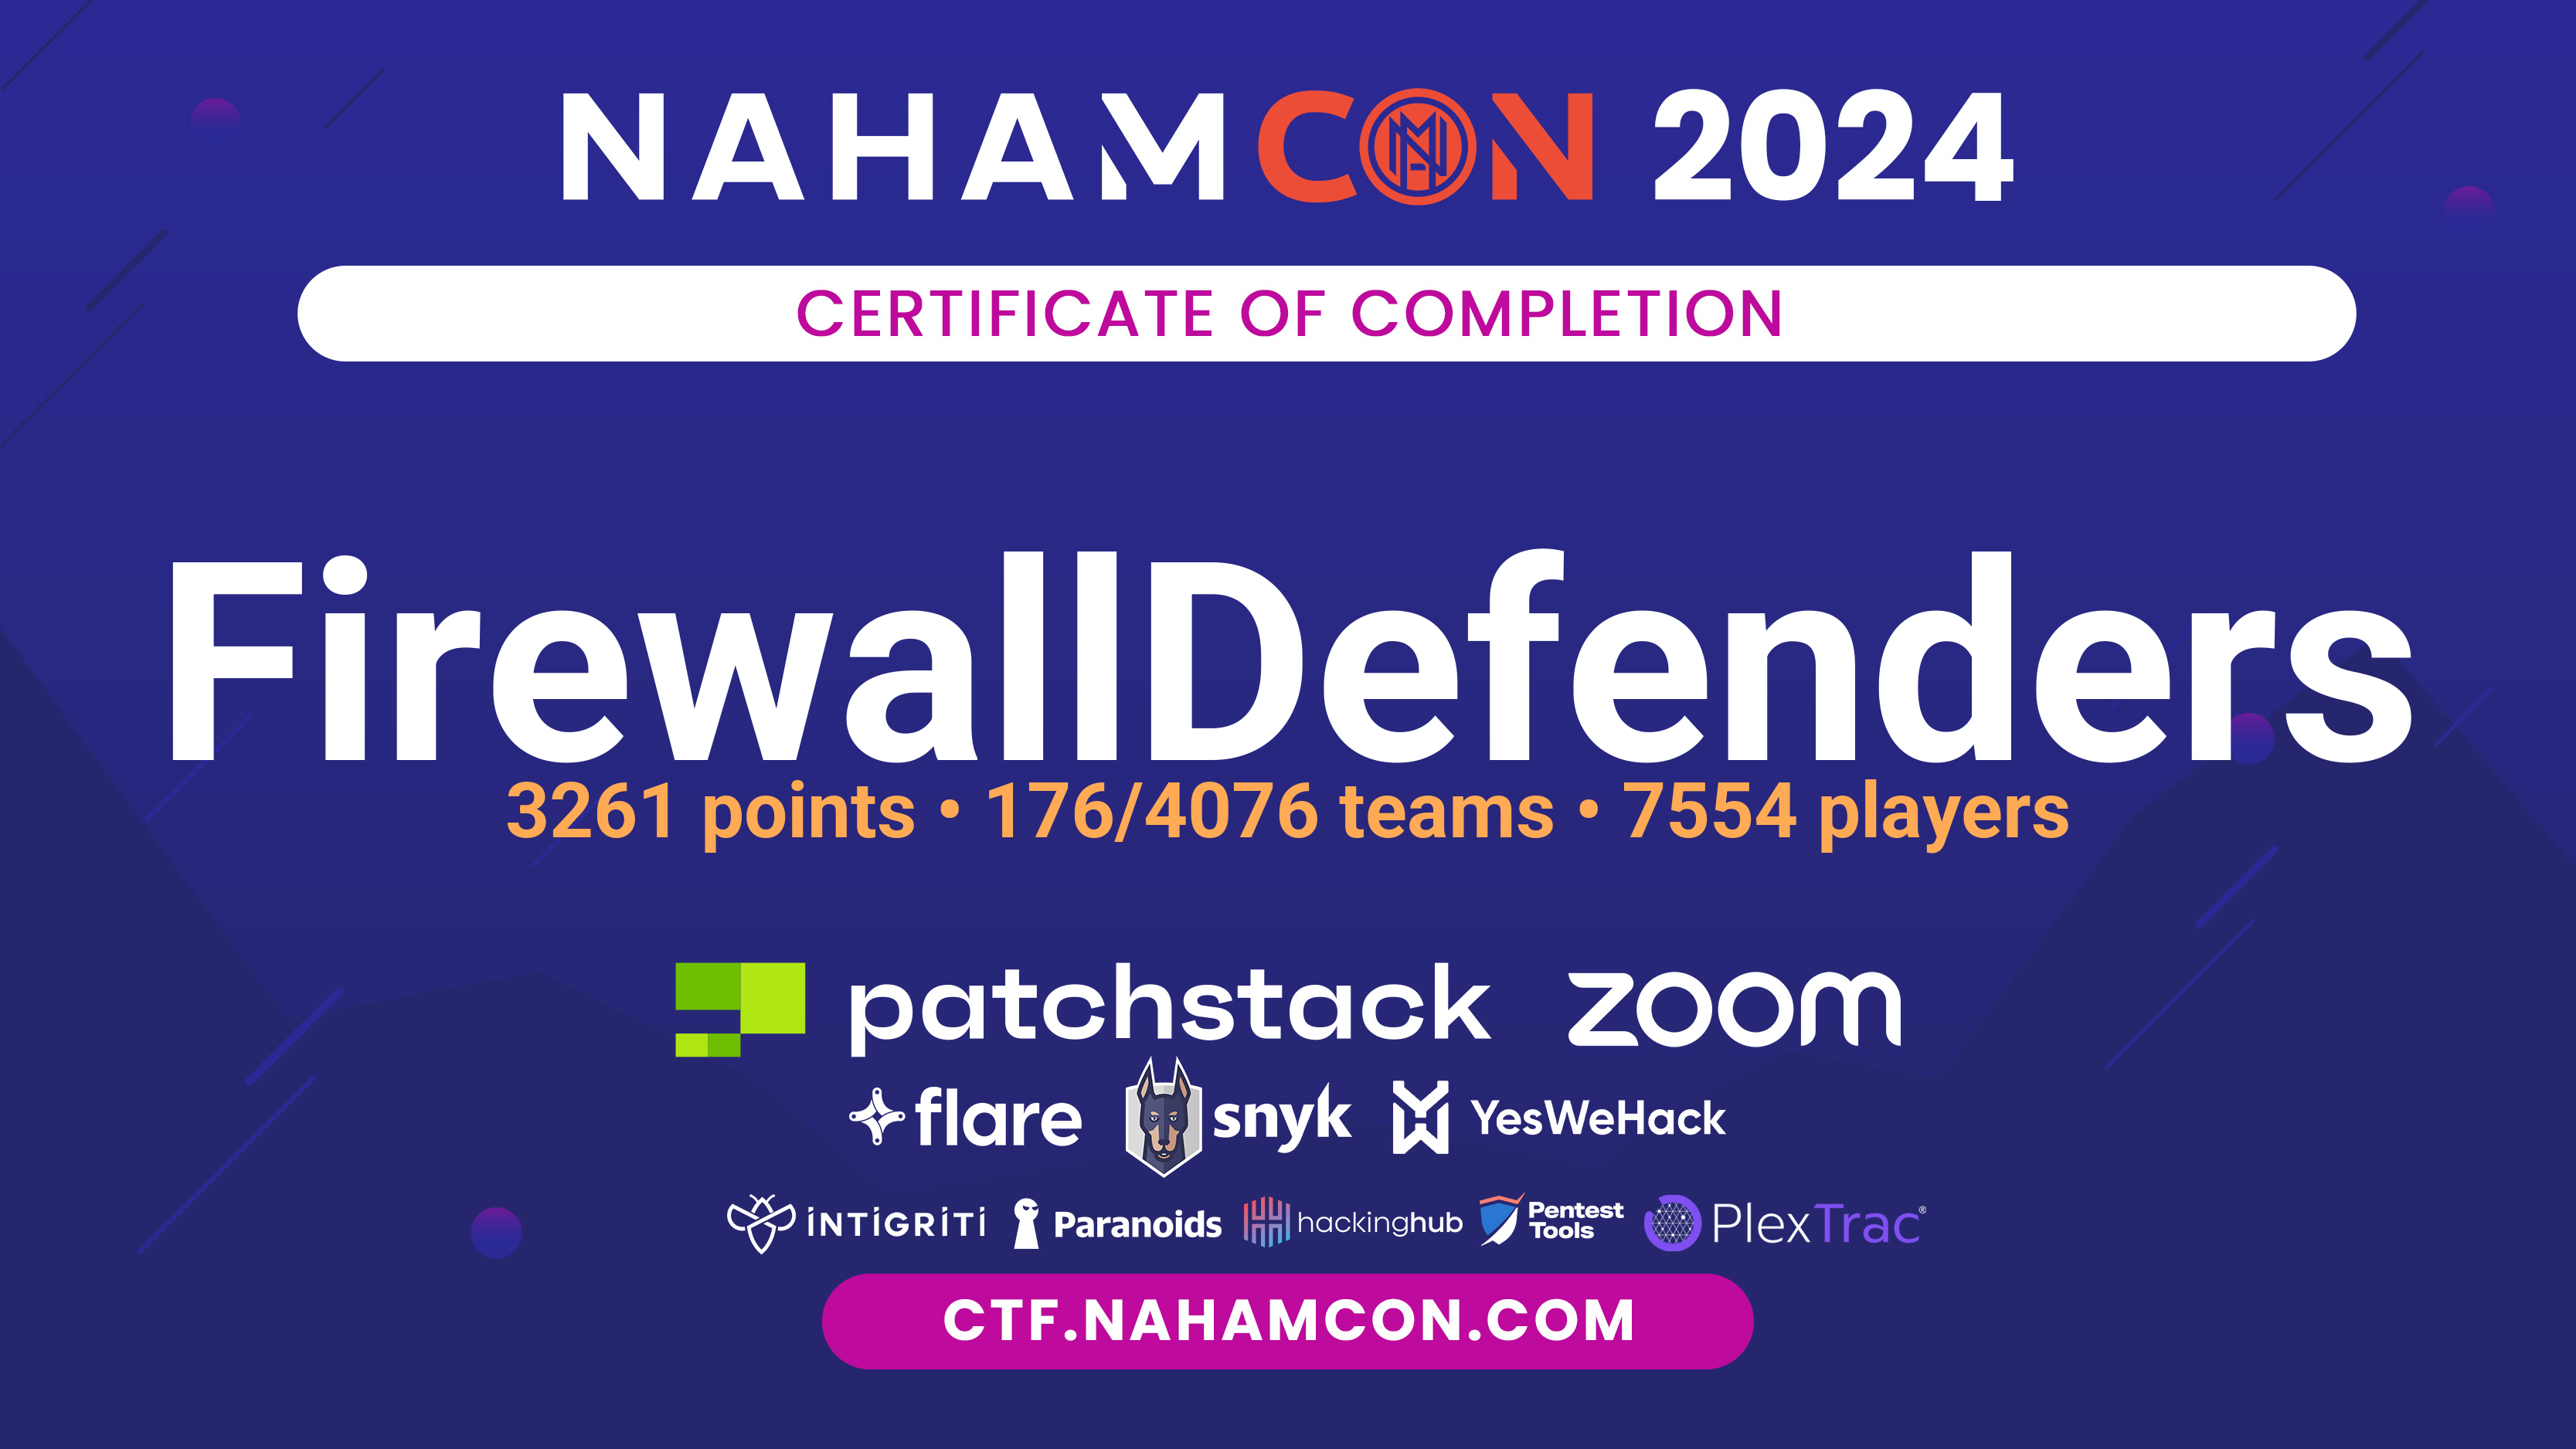 NAHAMCON 2024
CERTIFICATE OF COMPLETION
FirewallDefenders
3261 points • 176/4076 teams • 7554 players
patchstack zoom
flare snyk YesWeHack
INTIGRITI Paranoids hackinghub Pentest Tools PlexTrac®
CTF.NAHAMCON.COM